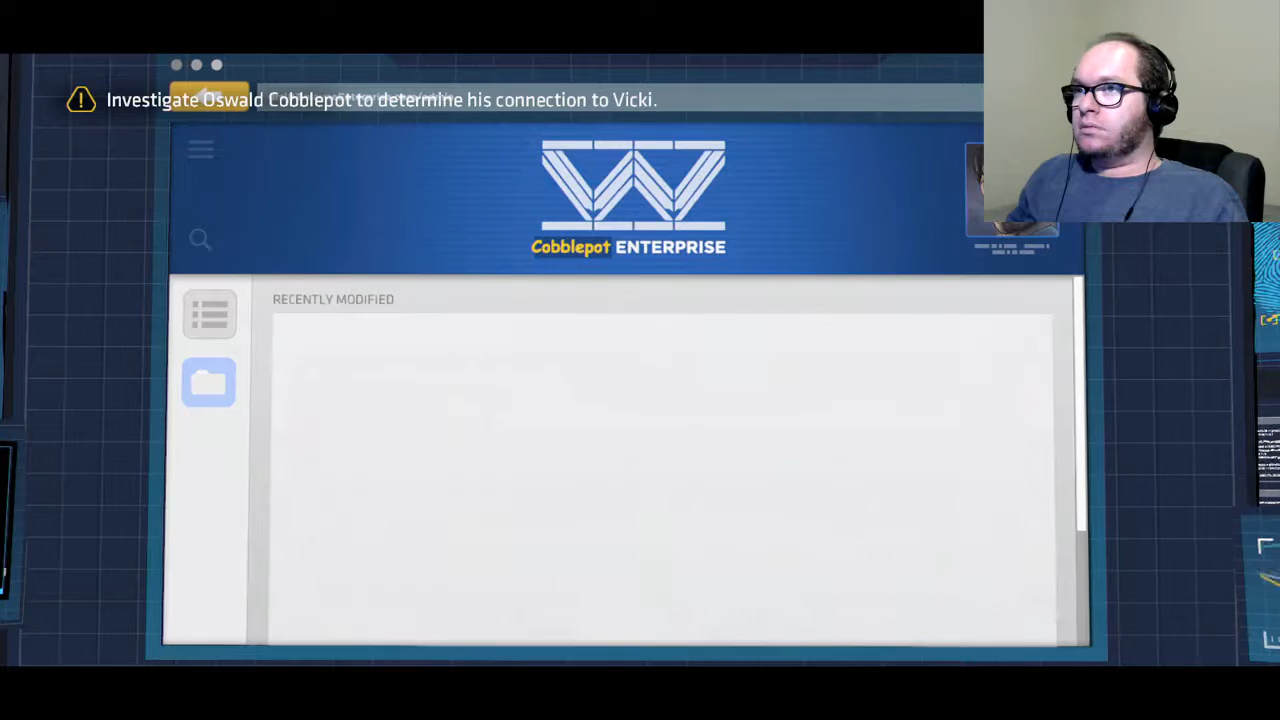 Investigate Oswald Cobblepot to determine his connection to Vicki.
Cobblepot ENTERPRISE
RECENTLY MODIFIED